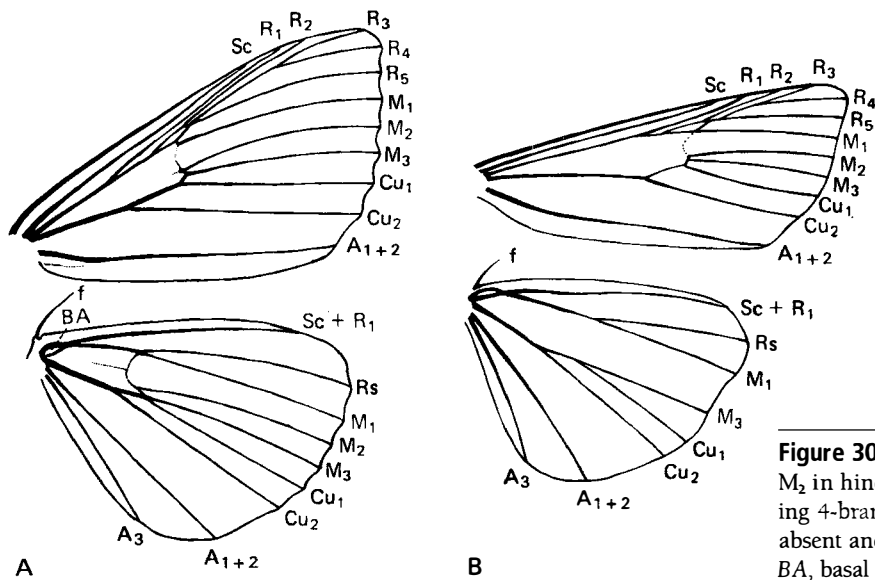 Sc
R1
R2
R3
R4
R5
M1
M2
M3
Cu1
Cu2
A1+2
f
BA
Sc + R1
Rs
M1
M2
M3
Cu1
Cu2
A1+2
A3
A
Sc
R1
R2
R3
R4
R5
M1
M2
M3
Cu1
Cu2
A1+2
f
Sc + R1
Rs
M1
M3
Cu1
Cu2
A1+2
A3
B
Figure 30
M2 in hind
ing 4-bran
absent and
BA, basal